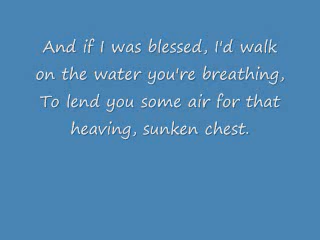 And if I was blessed, I'd walk
on the water you're breathing,
To lend you some air for that
heaving, sunken chest.